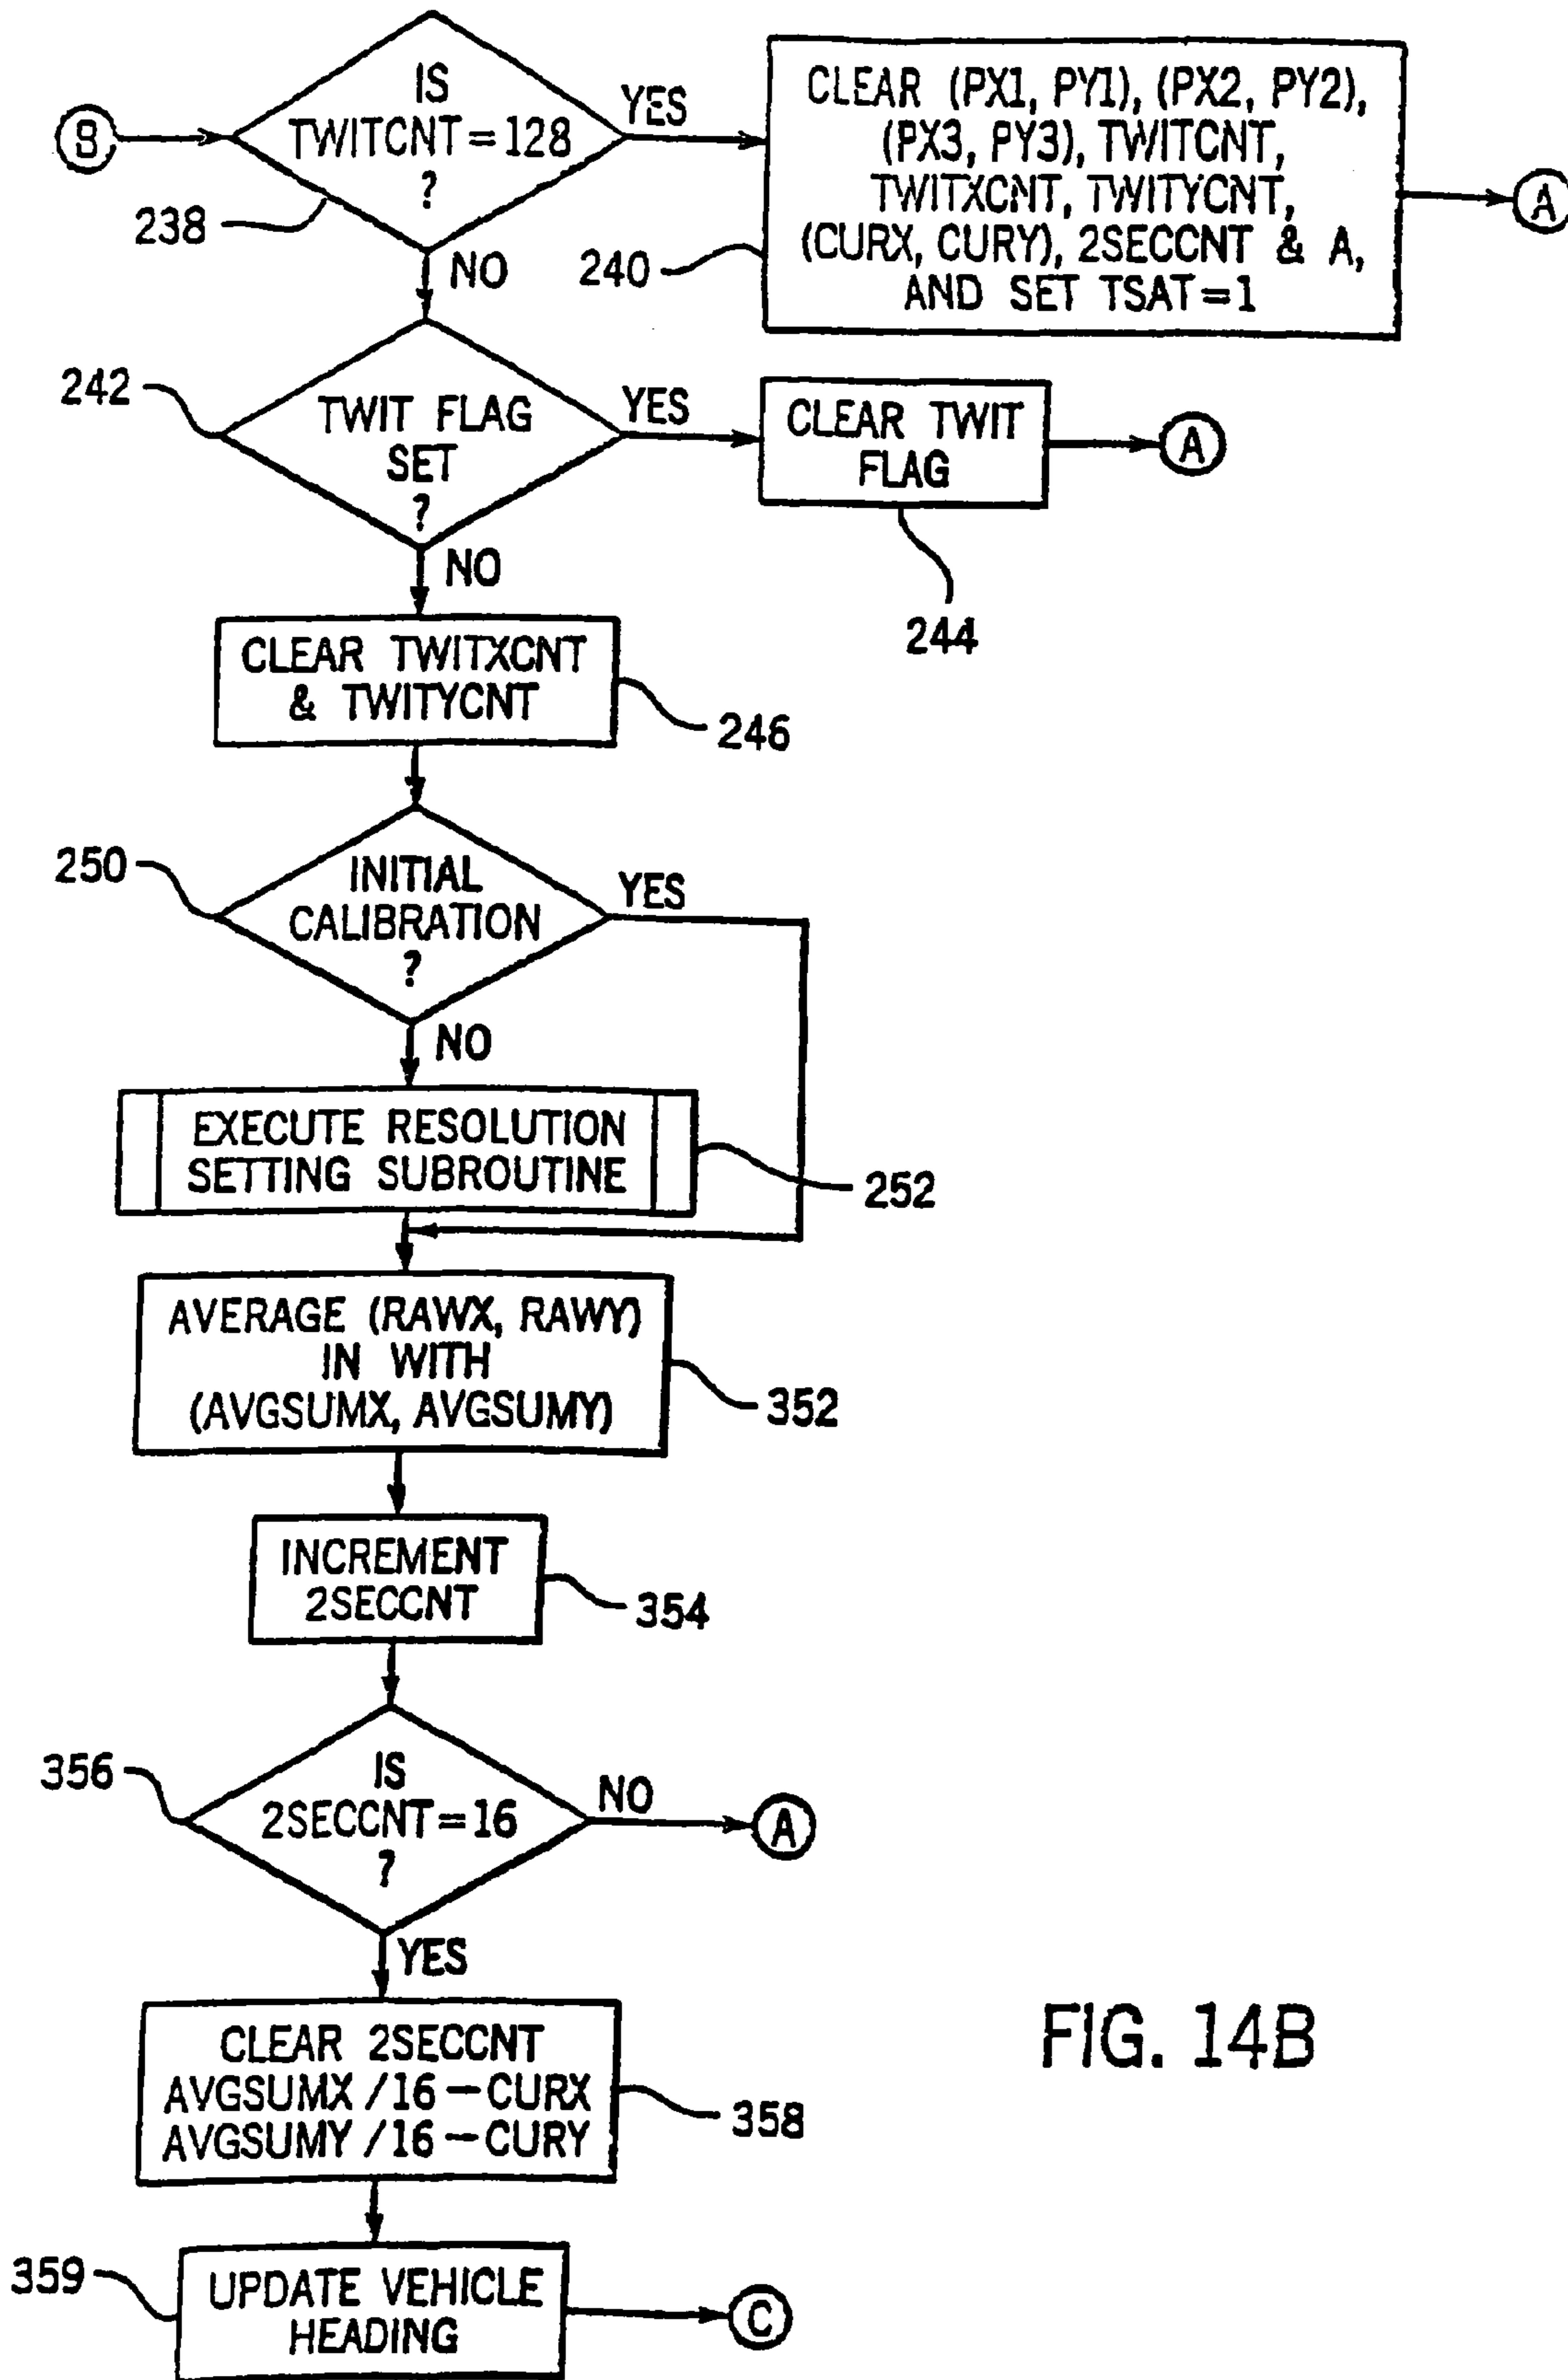 B
IS
TWITCNT=128
?
YES
238
NO
CLEAR (PX1, PY1), (PX2, PY2),
(PX3, PY3), TWITCNT,
TWITXCNT, TWITYCNT,
(CURX, CURY), 2SECCNT & A,
AND SET TSAT=1
240
A
242
TWIT FLAG
SET
?
YES
NO
CLEAR TWIT
FLAG
244
A
CLEAR TWITXCNT
& TWITYCNT
246
250
INITIAL
CALIBRATION
?
YES
NO
EXECUTE RESOLUTION
SETTING SUBROUTINE
252
AVERAGE (RAWX, RAWY)
IN WITH
(AVGSUMX, AVGSUMY)
352
INCREMENT
2SECCNT
354
356
IS
2SECCNT=16
?
NO
A
YES
CLEAR 2SECCNT
AVGSUMX /16 — CURX
AVGSUMY /16 — CURY
358
359
UPDATE VEHICLE
HEADING
C
FIG. 14B